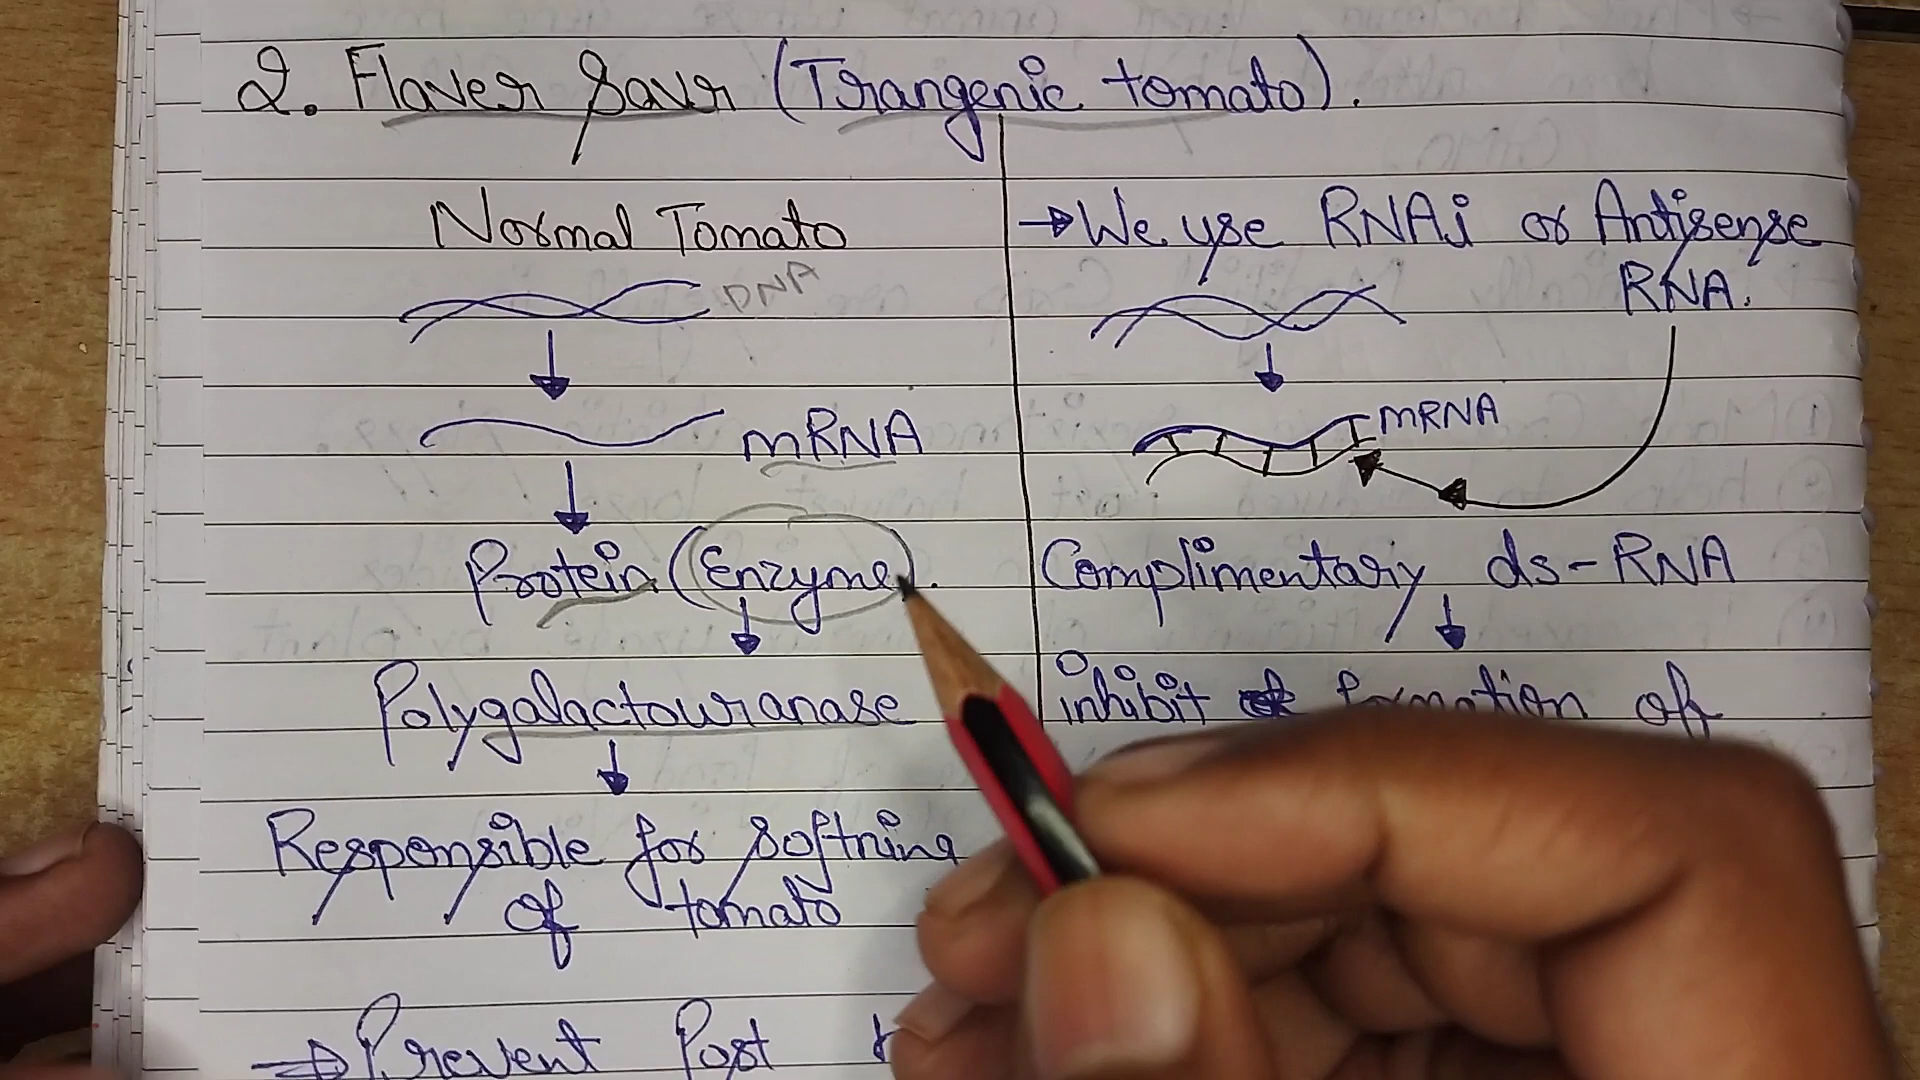 2. Flaver Savr (Trangenic tomato).
Normal Tomato
DNA
mRNA
Protein (Enzyme).
Polygalactouranase
Responsible for softning
of tomato
→ Prevent Post
→ We use RNAi or Antisense
RNA.
mRNA
Complimentary ds-RNA
inhibit formation of